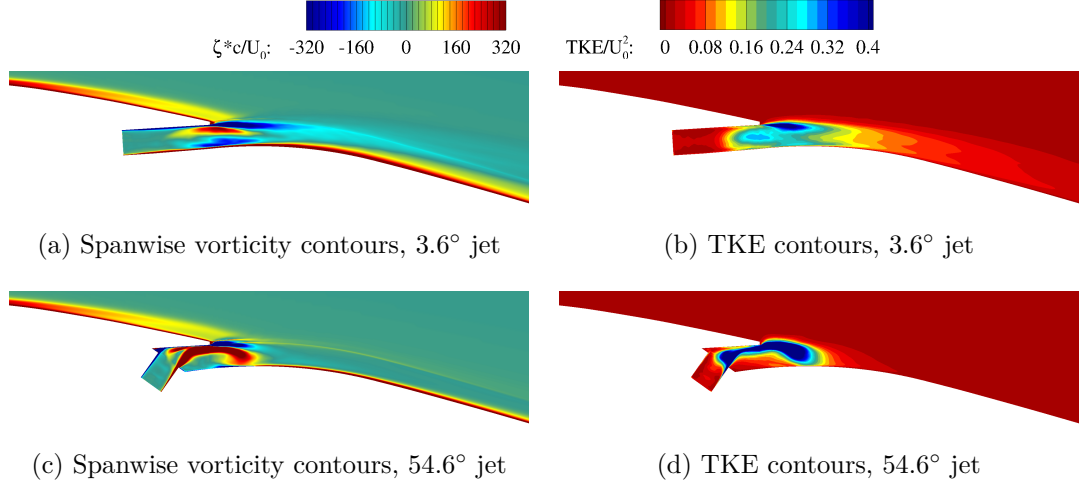 ζ*c/U₀: -320 -160 0 160 320
TKE/U₀²: 0 0.08 0.16 0.24 0.32 0.4
(a) Spanwise vorticity contours, 3.6° jet
(b) TKE contours, 3.6° jet
(c) Spanwise vorticity contours, 54.6° jet
(d) TKE contours, 54.6° jet